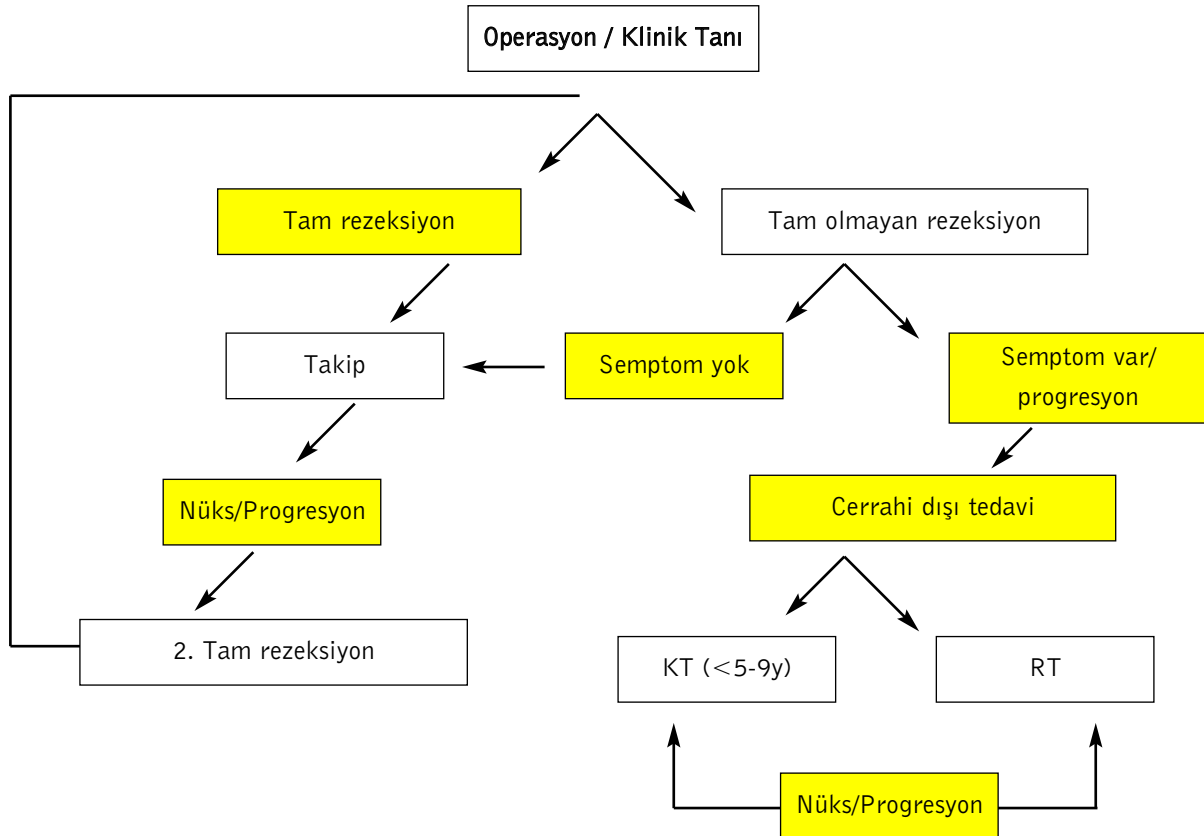 Operasyon / Klinik Tanı
Tam rezeksiyon
Tam olmayan rezeksiyon
Takip
Semptom yok
Semptom var/
progresyon
Nüks/Progresyon
Cerrahi dışı tedavi
2. Tam rezeksiyon
KT (<5-9y)
RT
Nüks/Progresyon